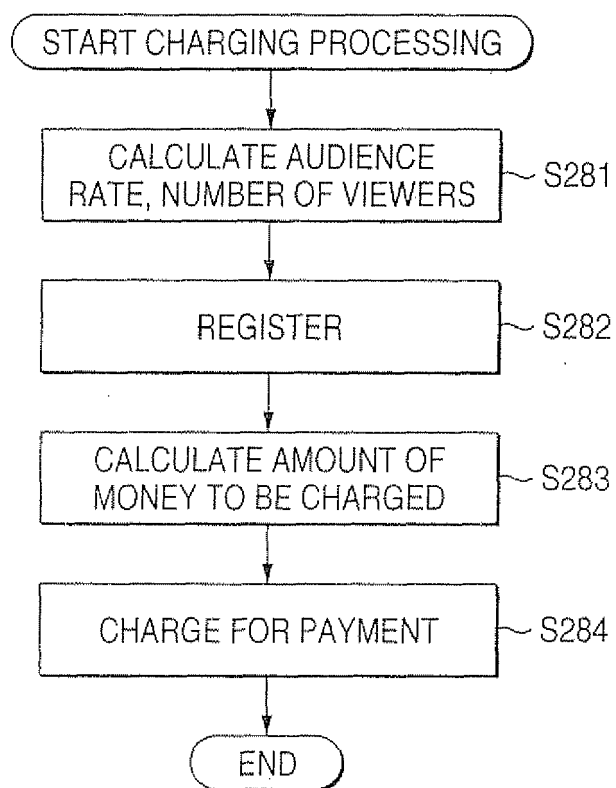 START CHARGING PROCESSING
CALCULATE AUDIENCE
RATE, NUMBER OF VIEWERS
S281
REGISTER
S282
CALCULATE AMOUNT OF
MONEY TO BE CHARGED
S283
CHARGE FOR PAYMENT
S284
END